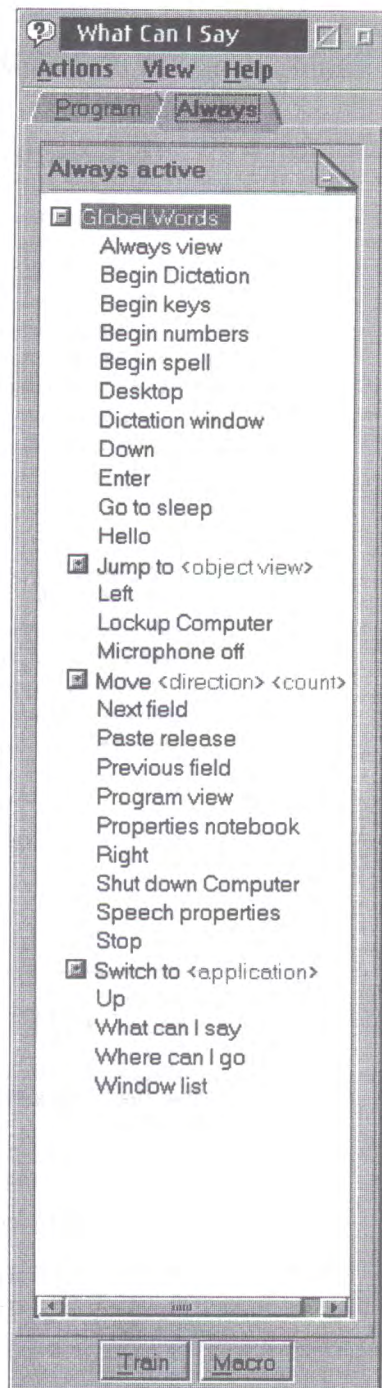 What Can I Say
Actions View Help
Program Always
Always active
Global Words
Always view
Begin Dictation
Begin keys
Begin numbers
Begin spell
Desktop
Dictation window
Down
Enter
Go to sleep
Hello
Jump to <object view>
Left
Lockup Computer
Microphone off
Move <direction> <count>
Next field
Paste release
Previous field
Program view
Properties notebook
Right
Shut down Computer
Speech properties
Stop
Switch to <application>
Up
What can I say
Where can I go
Window list
Train Macro